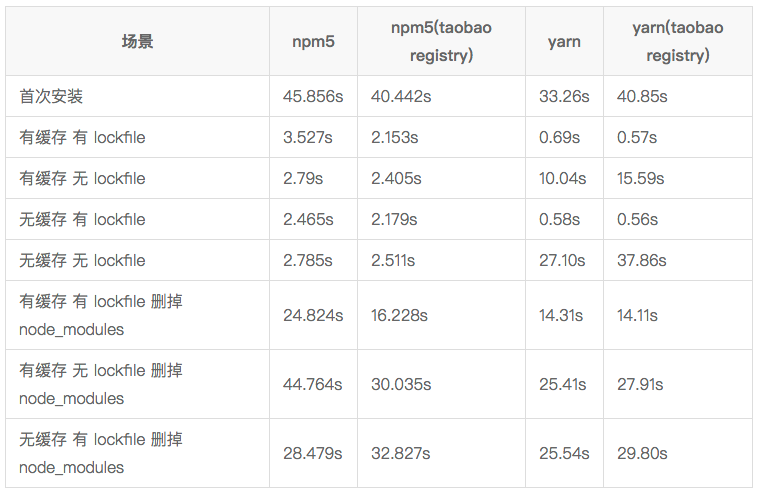 场景 npm5 npm5(taobao registry) yarn yarn(taobao registry)
首次安装 45.856s 40.442s 33.26s 40.85s
有缓存 有 lockfile 3.527s 2.153s 0.69s 0.57s
有缓存 无 lockfile 2.79s 2.405s 10.04s 15.59s
无缓存 有 lockfile 2.465s 2.179s 0.58s 0.56s
无缓存 无 lockfile 2.785s 2.511s 27.10s 37.86s
有缓存 有 lockfile 删掉
node_modules 24.824s 16.228s 14.31s 14.11s
有缓存 无 lockfile 删掉
node_modules 44.764s 30.035s 25.41s 27.91s
无缓存 有 lockfile 删掉
node_modules 28.479s 32.827s 25.54s 29.80s